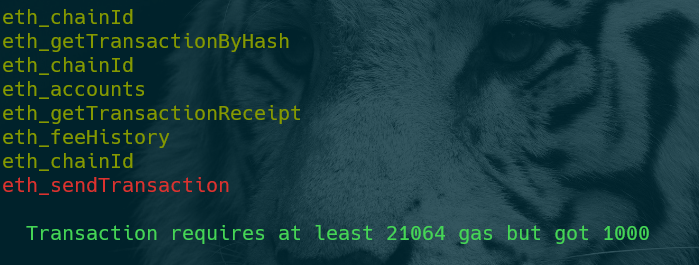 eth_chainId
eth_getTransactionByHash
eth_chainId
eth_accounts
eth_getTransactionReceipt
eth_feeHistory
eth_chainId
eth_sendTransaction
Transaction requires at least 21064 gas but got 1000